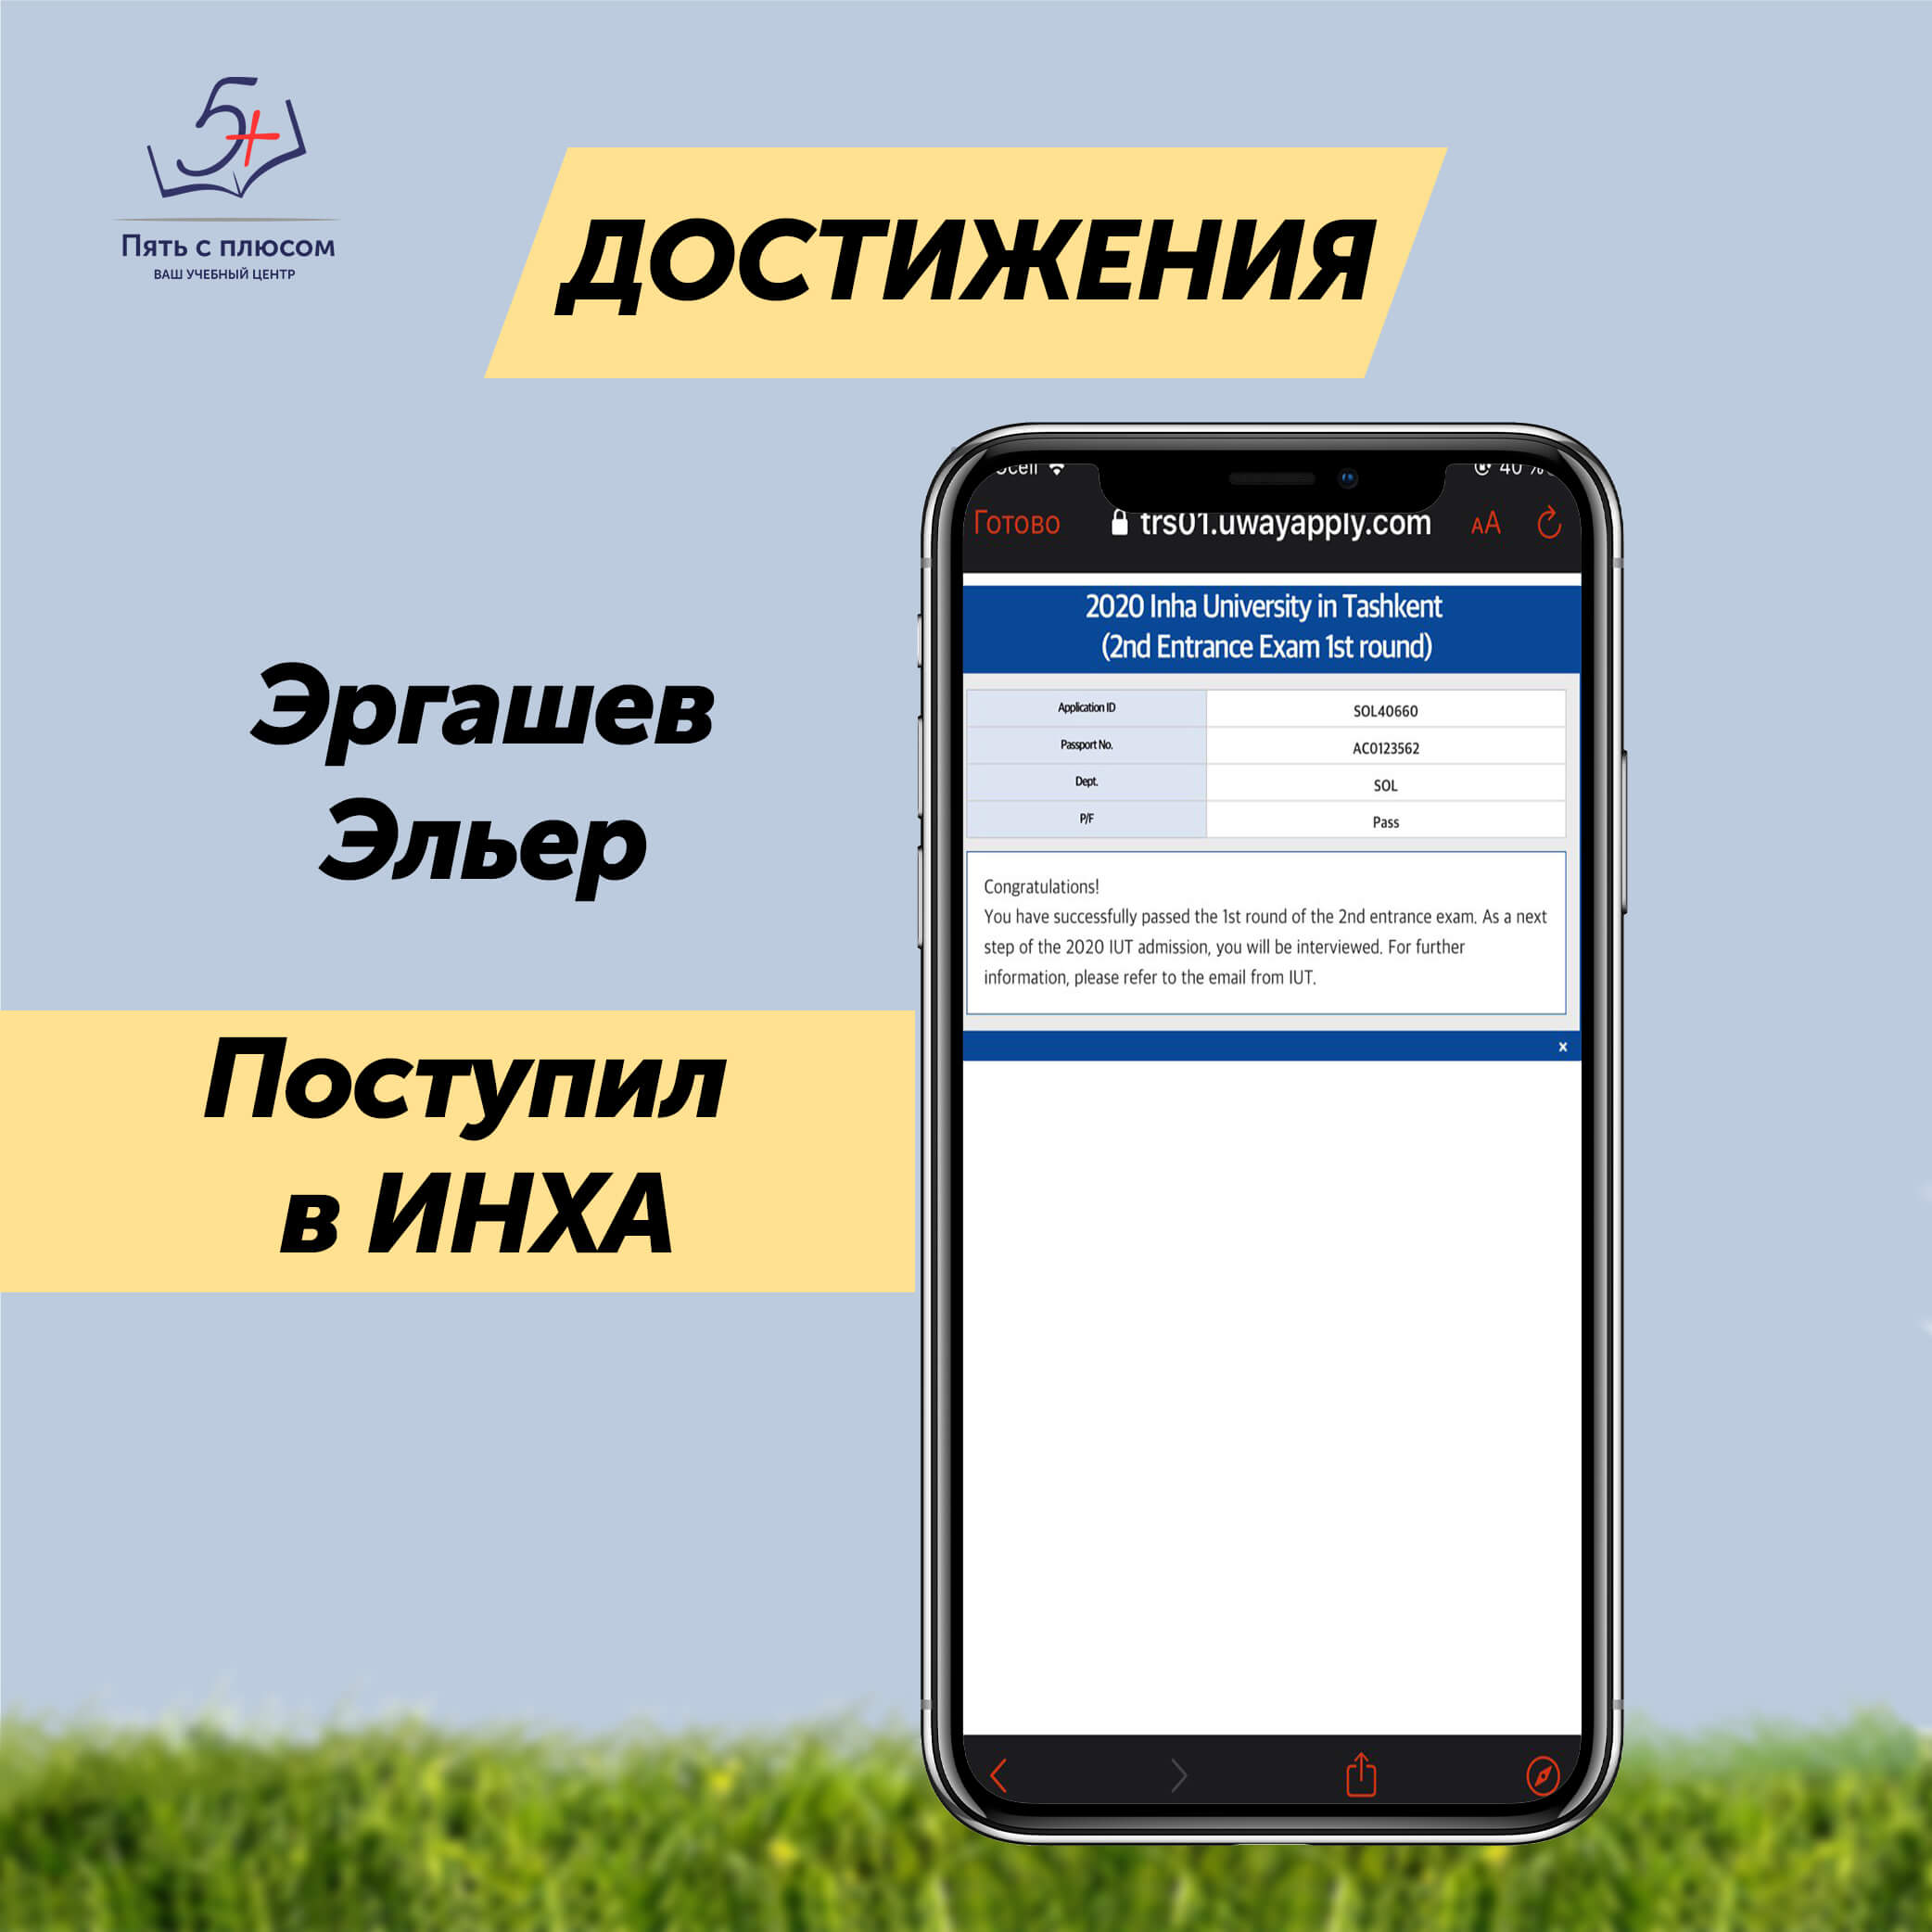 5+
Пять с плюсом
ВАШ УЧЕБНЫЙ ЦЕНТР
ДОСТИЖЕНИЯ
Эргашев
Эльер
Поступил
в ИНХА
40 %
Готово trs01.uwayapply.com AA
2020 Inha University in Tashkent
(2nd Entrance Exam 1st round)
Application ID SOL40660
Passport No. AC0123562
Dept. SOL
P/F Pass
Congratulations!
You have successfully passed the 1st round of the 2nd entrance exam. As a next
step of the 2020 IUT admission, you will be interviewed. For further
information, please refer to the email from IUT.
x